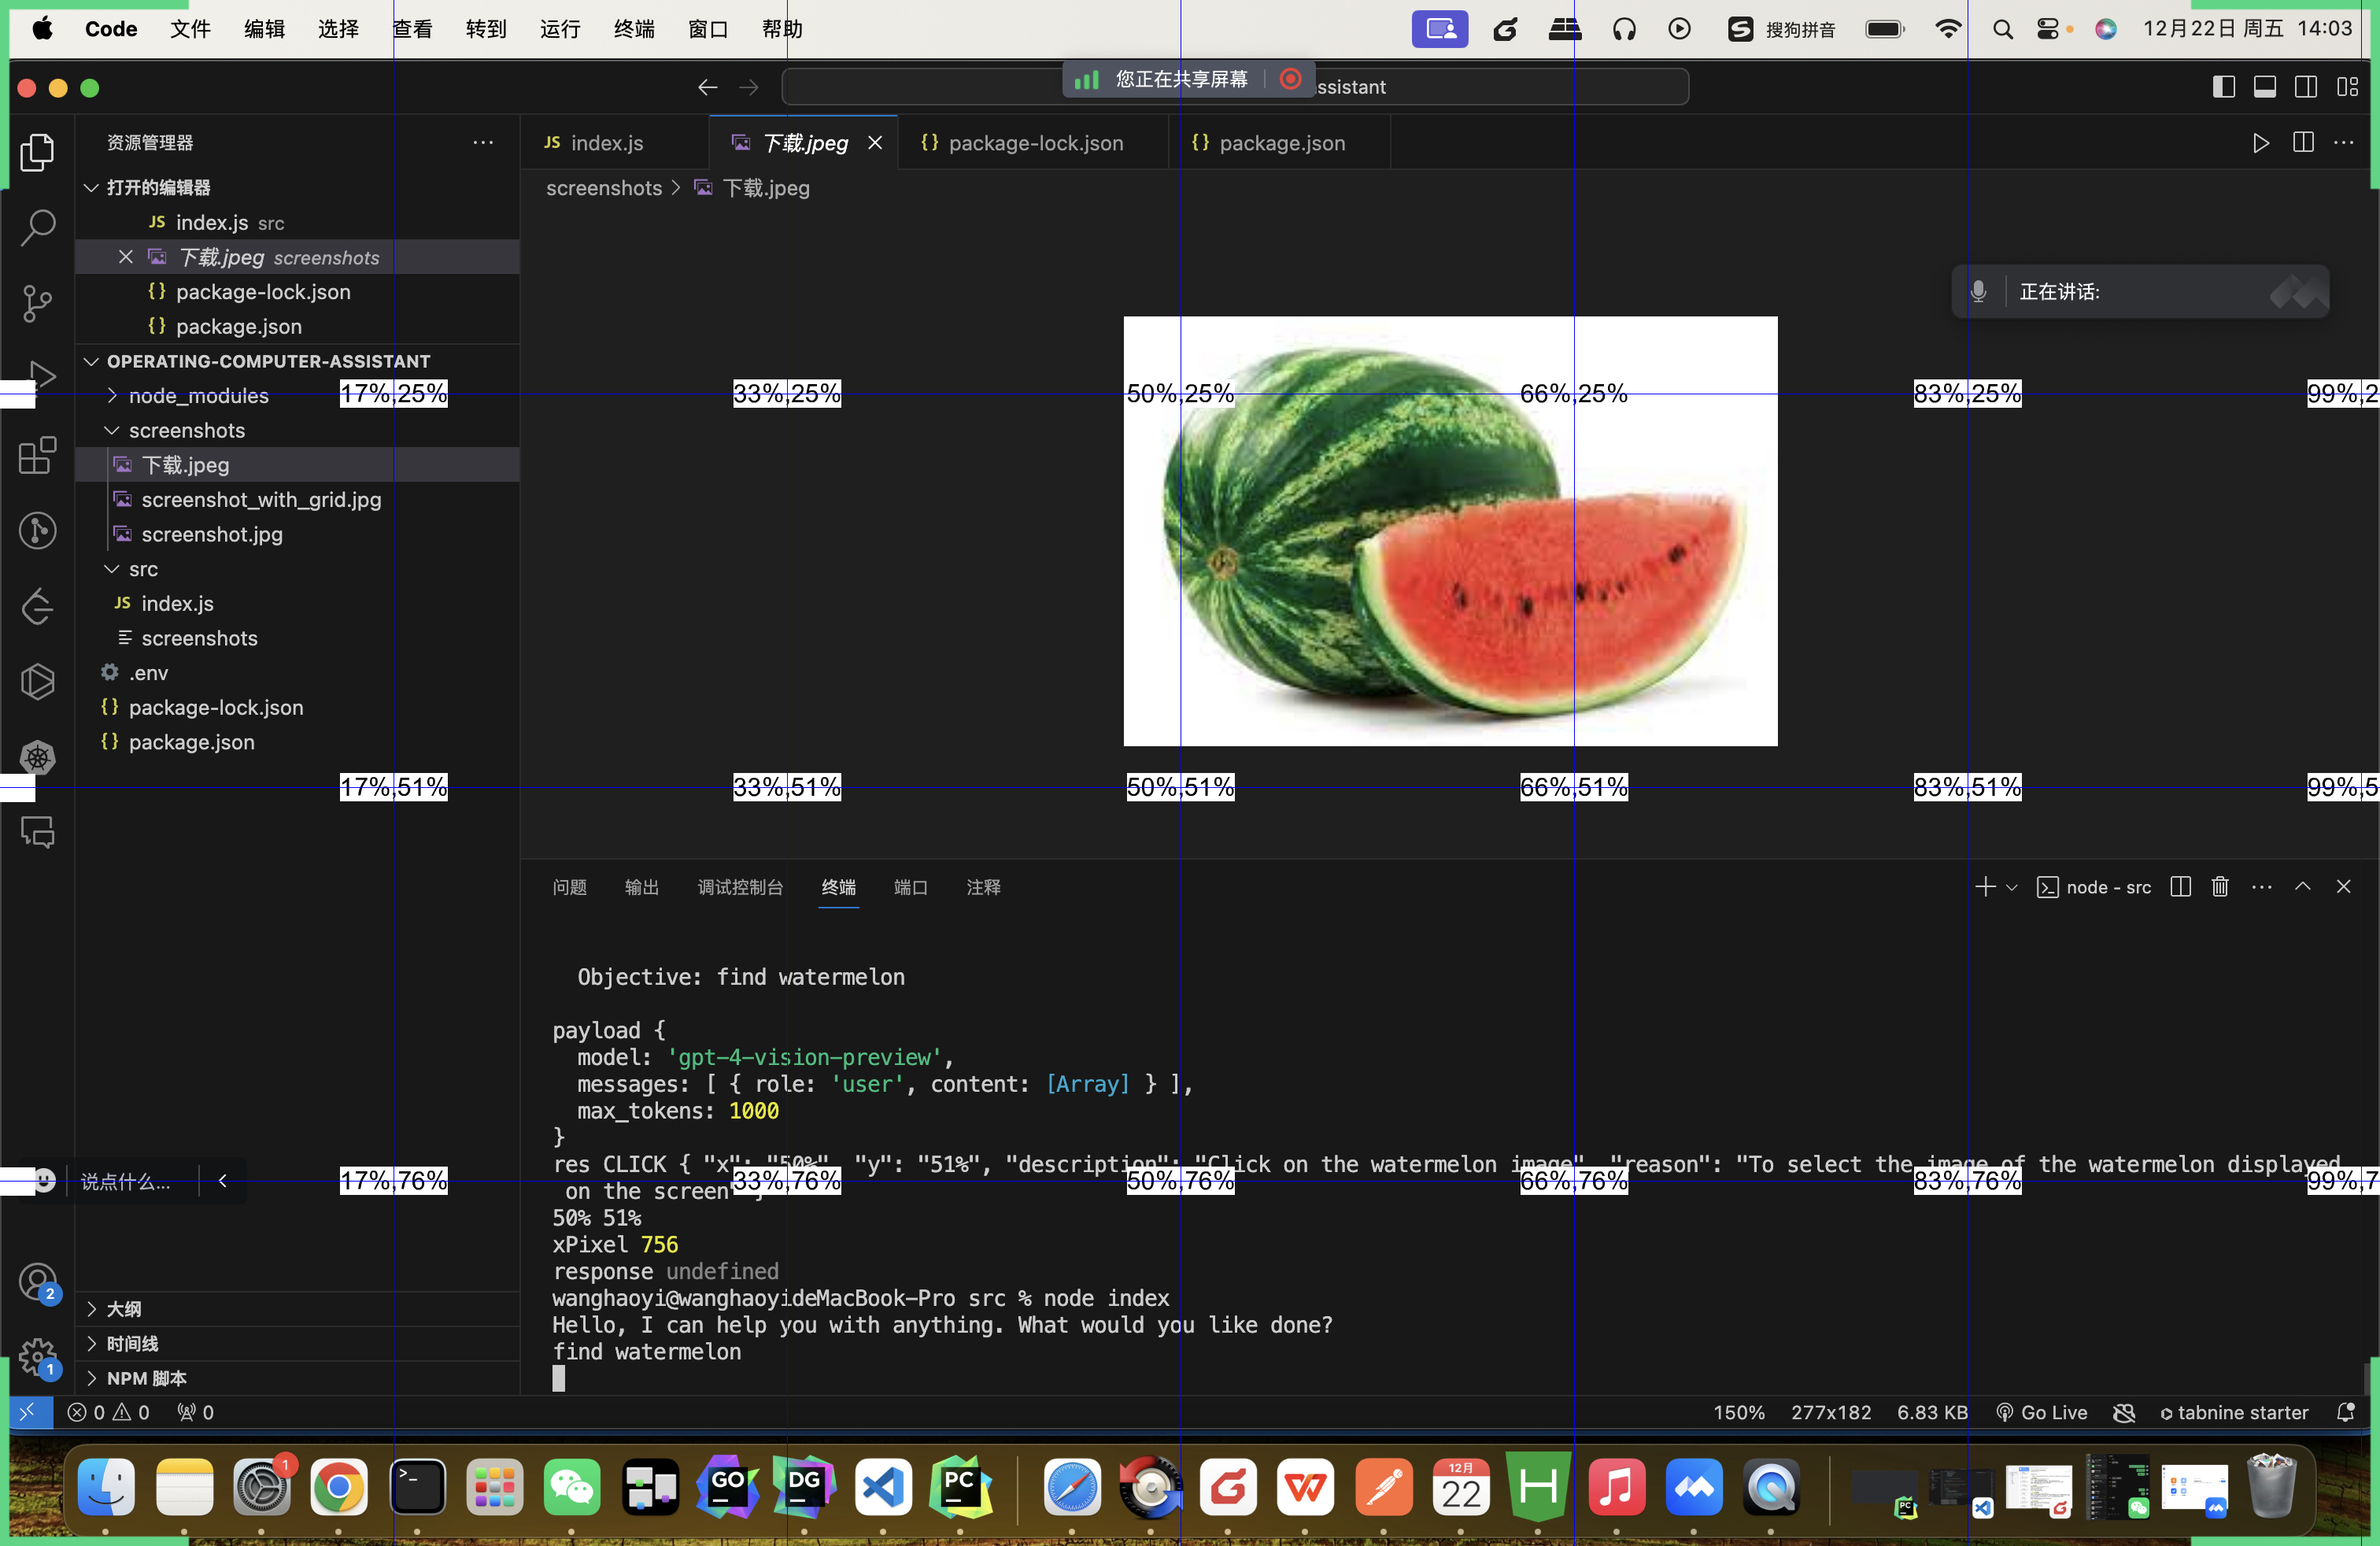 Code 文件 编辑 选择 查看 转到 运行 终端 窗口 帮助 搜狗拼音 12月22日 周五 14:03
您正在共享屏幕
ssistant
资源管理器
index.js
下载.jpeg
package-lock.json
package.json
screenshots > 下载.jpeg
打开的编辑器
index.js src
下载.jpeg screenshots
package-lock.json
package.json
正在讲话:
OPERATING-COMPUTER-ASSISTANT
node_modules
17%,25% 33%,25% 50%,25% 66%,25% 83%,25% 99%,2
screenshots
下载.jpeg
screenshot_with_grid.jpg
screenshot.jpg
src
index.js
screenshots
.env
package-lock.json
package.json
17%,51% 33%,51% 50%,51% 66%,51% 83%,51% 99%,5
问题 输出 调试控制台 终端 端口 注释 node - src
Objective: find watermelon
payload {
model: 'gpt-4-vision-preview',
messages: [ { role: 'user', content: [Array] } ],
max_tokens: 1000
}
res CLICK { "x": "50%", "y": "51%", "description": "Click on the watermelon image", "reason": "To select the image of the watermelon displayed
on the screen"
说点什么...
17%,76% 33%,76% 50%,76% 66%,76% 83%,76% 99%,7
50% 51%
xPixel 756
response undefined
wanghaoyi@wanghaoyideMacBook-Pro src % node index
Hello, I can help you with anything. What would you like done?
find watermelon
2
大纲
时间线
1
NPM 脚本
0 0 0
150% 277x182 6.83 KB Go Live tabnine starter
1
GO
DG
PC
12月
22
PC